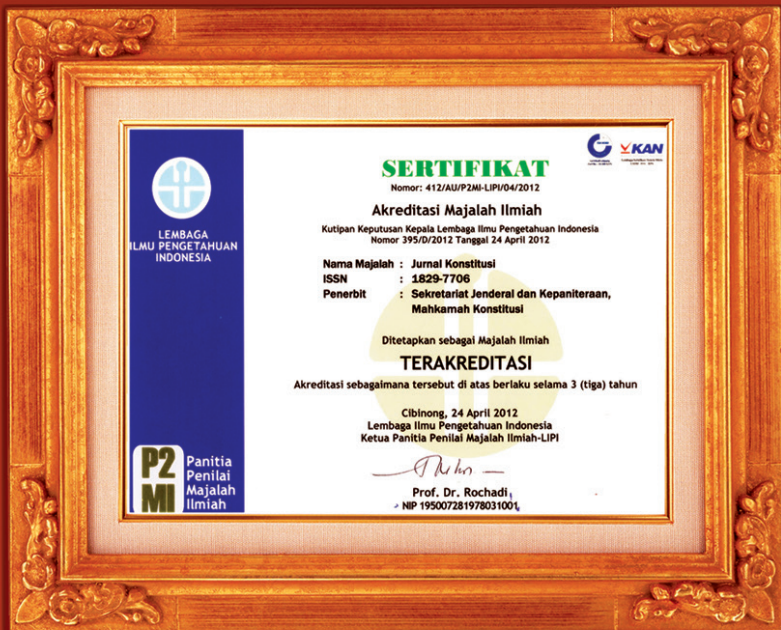 SERTIFIKAT
Nomor: 412/AU/P2MI-LIPI/04/2012
KAN
Akreditasi Majalah Ilmiah
Kutipan Keputusan Kepala Lembaga Ilmu Pengetahuan Indonesia
Nomor 395/D/2012 Tanggal 24 April 2012
LEMBAGA
ILMU PENGETAHUAN
INDONESIA
Nama Majalah : Jurnal Konstitusi
ISSN : 1829-7706
Penerbit : Sekretariat Jenderal dan Kepaniteraan,
Mahkamah Konstitusi
Ditetapkan sebagai Majalah Ilmiah
TERAKREDITASI
Akreditasi sebagaimana tersebut di atas berlaku selama 3 (tiga) tahun
Cibinong, 24 April 2012
Lembaga Ilmu Pengetahuan Indonesia
Ketua Panitia Penilai Majalah Ilmiah-LIPI
Prof. Dr. Rochadi
NIP 195007281978031001
P2
MI
Panitia
Penilai
Majalah
Ilmiah